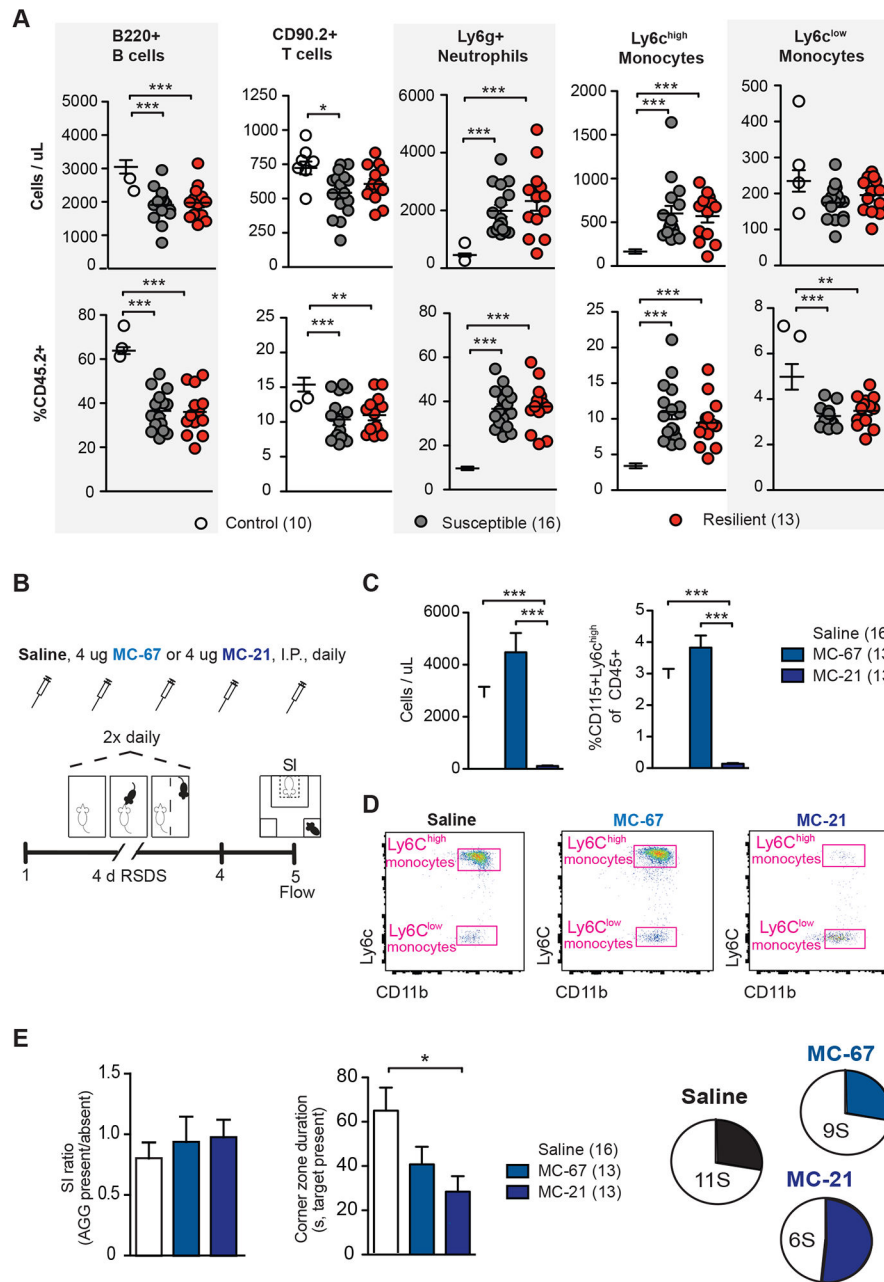 A
B220+
B cells
CD90.2+
T cells
Ly6g+
Neutrophils
Ly6c^high
Monocytes
Ly6c^low
Monocytes
Cells / uL
5000
4000
3000
2000
1000
0
***
***
1250
1000
750
500
250
0
*
6000
4000
2000
0
***
***
2000
1500
1000
500
0
***
***
500
400
300
200
100
0
%CD45.2+
80
60
40
20
0
***
***
25
20
15
10
5
0
**
***
80
60
40
20
0
***
***
25
20
15
10
5
0
***
***
8
6
4
2
0
**
***
Control (10)
Susceptible (16)
Resilient (13)
B
Saline, 4 ug MC-67 or 4 ug MC-21, I.P., daily
2x daily
SI
1
4 d RSDS
4
5
Flow
C
Cells / uL
6000
4000
2000
0
***
***
%CD115+Ly6c^high
of CD45+
5
4
3
2
1
0
***
***
Saline (16
MC-67 (13
MC-21 (13
D
Saline
MC-67
MC-21
Ly6C^high
monocytes
Ly6C^low
monocytes
Ly6c
CD11b
Ly6C^high
monocytes
Ly6C^low
monocytes
Ly6C
CD11b
Ly6C^high
monocytes
Ly6C^low
monocytes
Ly6C
CD11b
E
SI ratio
(AGG present/absent)
1.5
1.0
0.5
0
Corner zone duration
(s, target present)
80
60
40
20
0
*
Saline (16)
MC-67 (13)
MC-21 (13)
Saline
11S
MC-67
9S
MC-21
6S